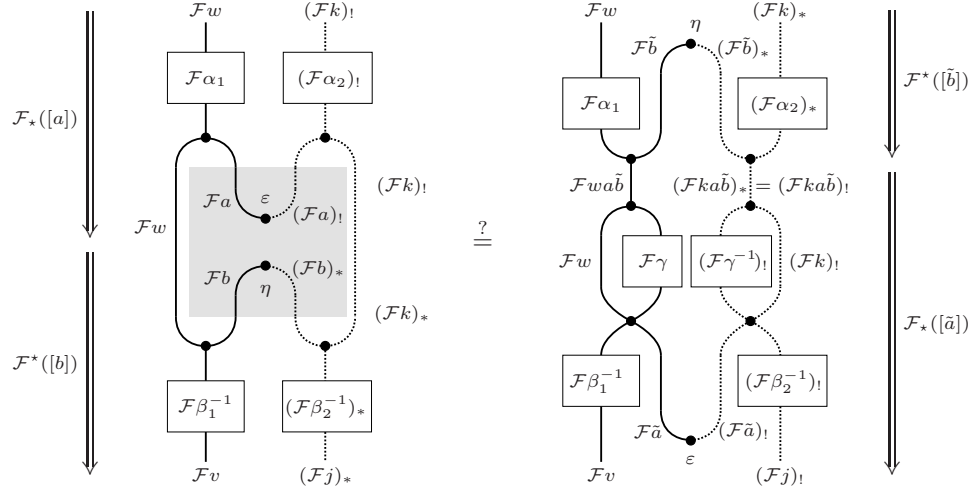 ℱw (ℱk)_!
ℱα₁ (ℱα₂)_!
ℱ_⋆([a])
(ℱk)_!
ℱa ε (ℱa)_!
ℱw
ℱb η (ℱb)_*
(ℱk)_*
ℱ^⋆([b])
ℱβ₁^{-1} (ℱβ₂^{-1})_*
ℱv (ℱj)_*
?
=
η (ℱk)_*
ℱb̃ (ℱb̃)_*
ℱα₁ (ℱα₂)_*
ℱ^⋆([b̃])
ℱwab̃ (ℱkab̃)_* = (ℱkab̃)_!
ℱw ℱγ (ℱγ^{-1})_! (ℱk)_!
ℱ_⋆([ã])
ℱβ₁^{-1} (ℱβ₂^{-1})_!
ℱã (ℱã)_!
ℱv ε (ℱj)_!